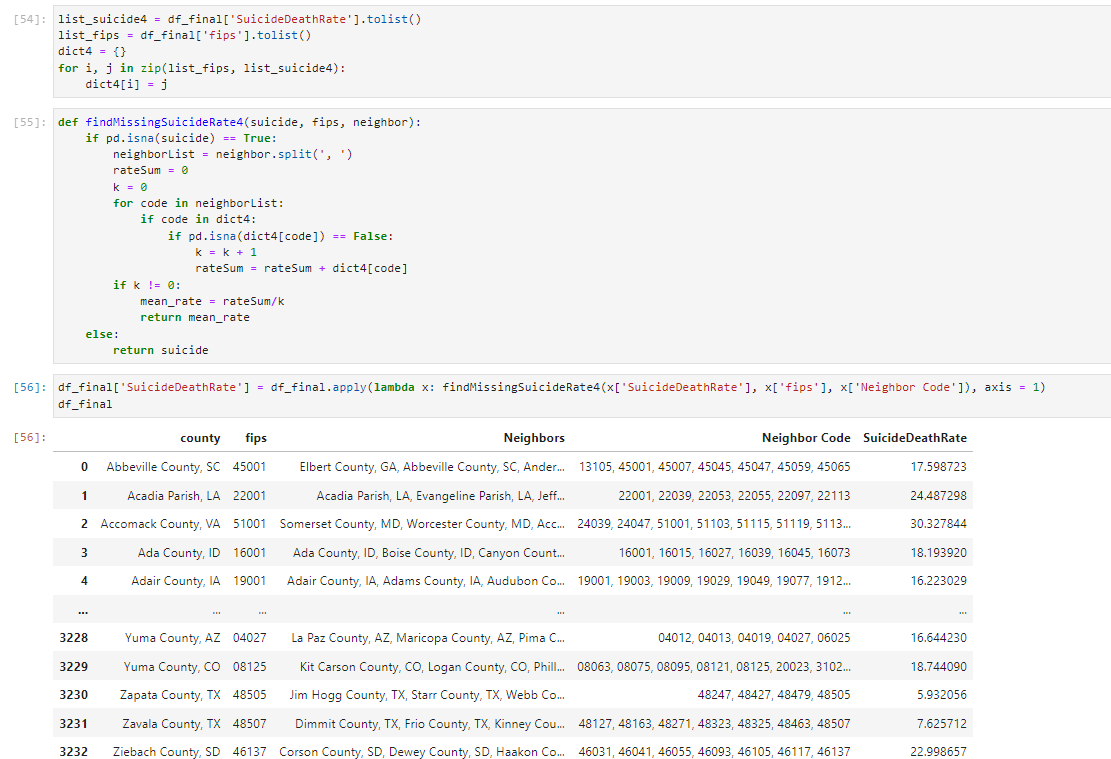 [54]: list_suicide4 = df_final['SuicideDeathRate'].tolist()
list_fips = df_final['fips'].tolist()
dict4 = {}
for i, j in zip(list_fips, list_suicide4):
    dict4[i] = j
[55]: def findMissingSuicideRate4(suicide, fips, neighbor):
    if pd.isna(suicide) == True:
        neighborList = neighbor.split(', ')
        rateSum = 0
        k = 0
        for code in neighborList:
            if code in dict4:
                if pd.isna(dict4[code]) == False:
                    k = k + 1
                    rateSum = rateSum + dict4[code]
        if k != 0:
            mean_rate = rateSum/k
            return mean_rate
    else:
        return suicide
[56]: df_final['SuicideDeathRate'] = df_final.apply(lambda x: findMissingSuicideRate4(x['SuicideDeathRate'], x['fips'], x['Neighbor Code']), axis = 1)
df_final
[56]: county fips Neighbors Neighbor Code SuicideDeathRate
0 Abbeville County, SC 45001 Elbert County, GA, Abbeville County, SC, Ander... 13105, 45001, 45007, 45045, 45047, 45059, 45065 17.598723
1 Acadia Parish, LA 22001 Acadia Parish, LA, Evangeline Parish, LA, Jeff... 22001, 22039, 22053, 22055, 22097, 22113 24.487298
2 Accomack County, VA 51001 Somerset County, MD, Worcester County, MD, Acc... 24039, 24047, 51001, 51103, 51115, 51119, 5113... 30.327844
3 Ada County, ID 16001 Ada County, ID, Boise County, ID, Canyon Count... 16001, 16015, 16027, 16039, 16045, 16073 18.193920
4 Adair County, IA 19001 Adair County, IA, Adams County, IA, Audubon Co... 19001, 19003, 19009, 19029, 19049, 19077, 1912... 16.223029
... ... ... ... ... ...
3228 Yuma County, AZ 04027 La Paz County, AZ, Maricopa County, AZ, Pima C... 04012, 04013, 04019, 04027, 06025 16.644230
3229 Yuma County, CO 08125 Kit Carson County, CO, Logan County, CO, Phill... 08063, 08075, 08095, 08121, 08125, 20023, 3102... 18.744090
3230 Zapata County, TX 48505 Jim Hogg County, TX, Starr County, TX, Webb Co... 48247, 48427, 48479, 48505 5.932056
3231 Zavala County, TX 48507 Dimmit County, TX, Frio County, TX, Kinney Cou... 48127, 48163, 48271, 48323, 48325, 48463, 48507 7.625712
3232 Ziebach County, SD 46137 Corson County, SD, Dewey County, SD, Haakon Co... 46031, 46041, 46055, 46093, 46105, 46117, 46137 22.998657